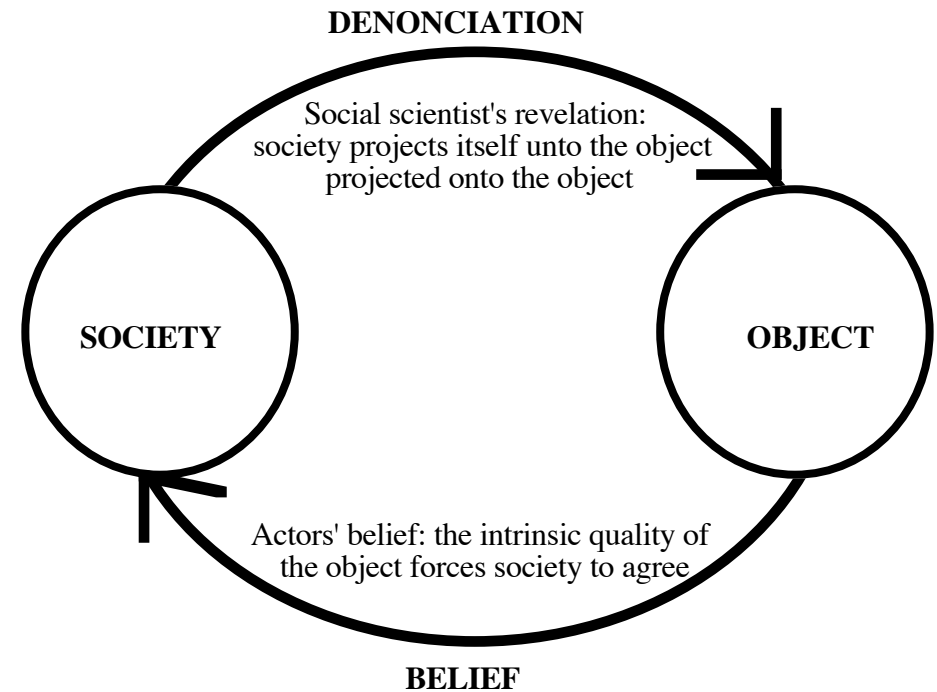 DENONCIATION
Social scientist's revelation:
society projects itself unto the object
projected onto the object
SOCIETY
OBJECT
Actors' belief: the intrinsic quality of
the object forces society to agree
BELIEF